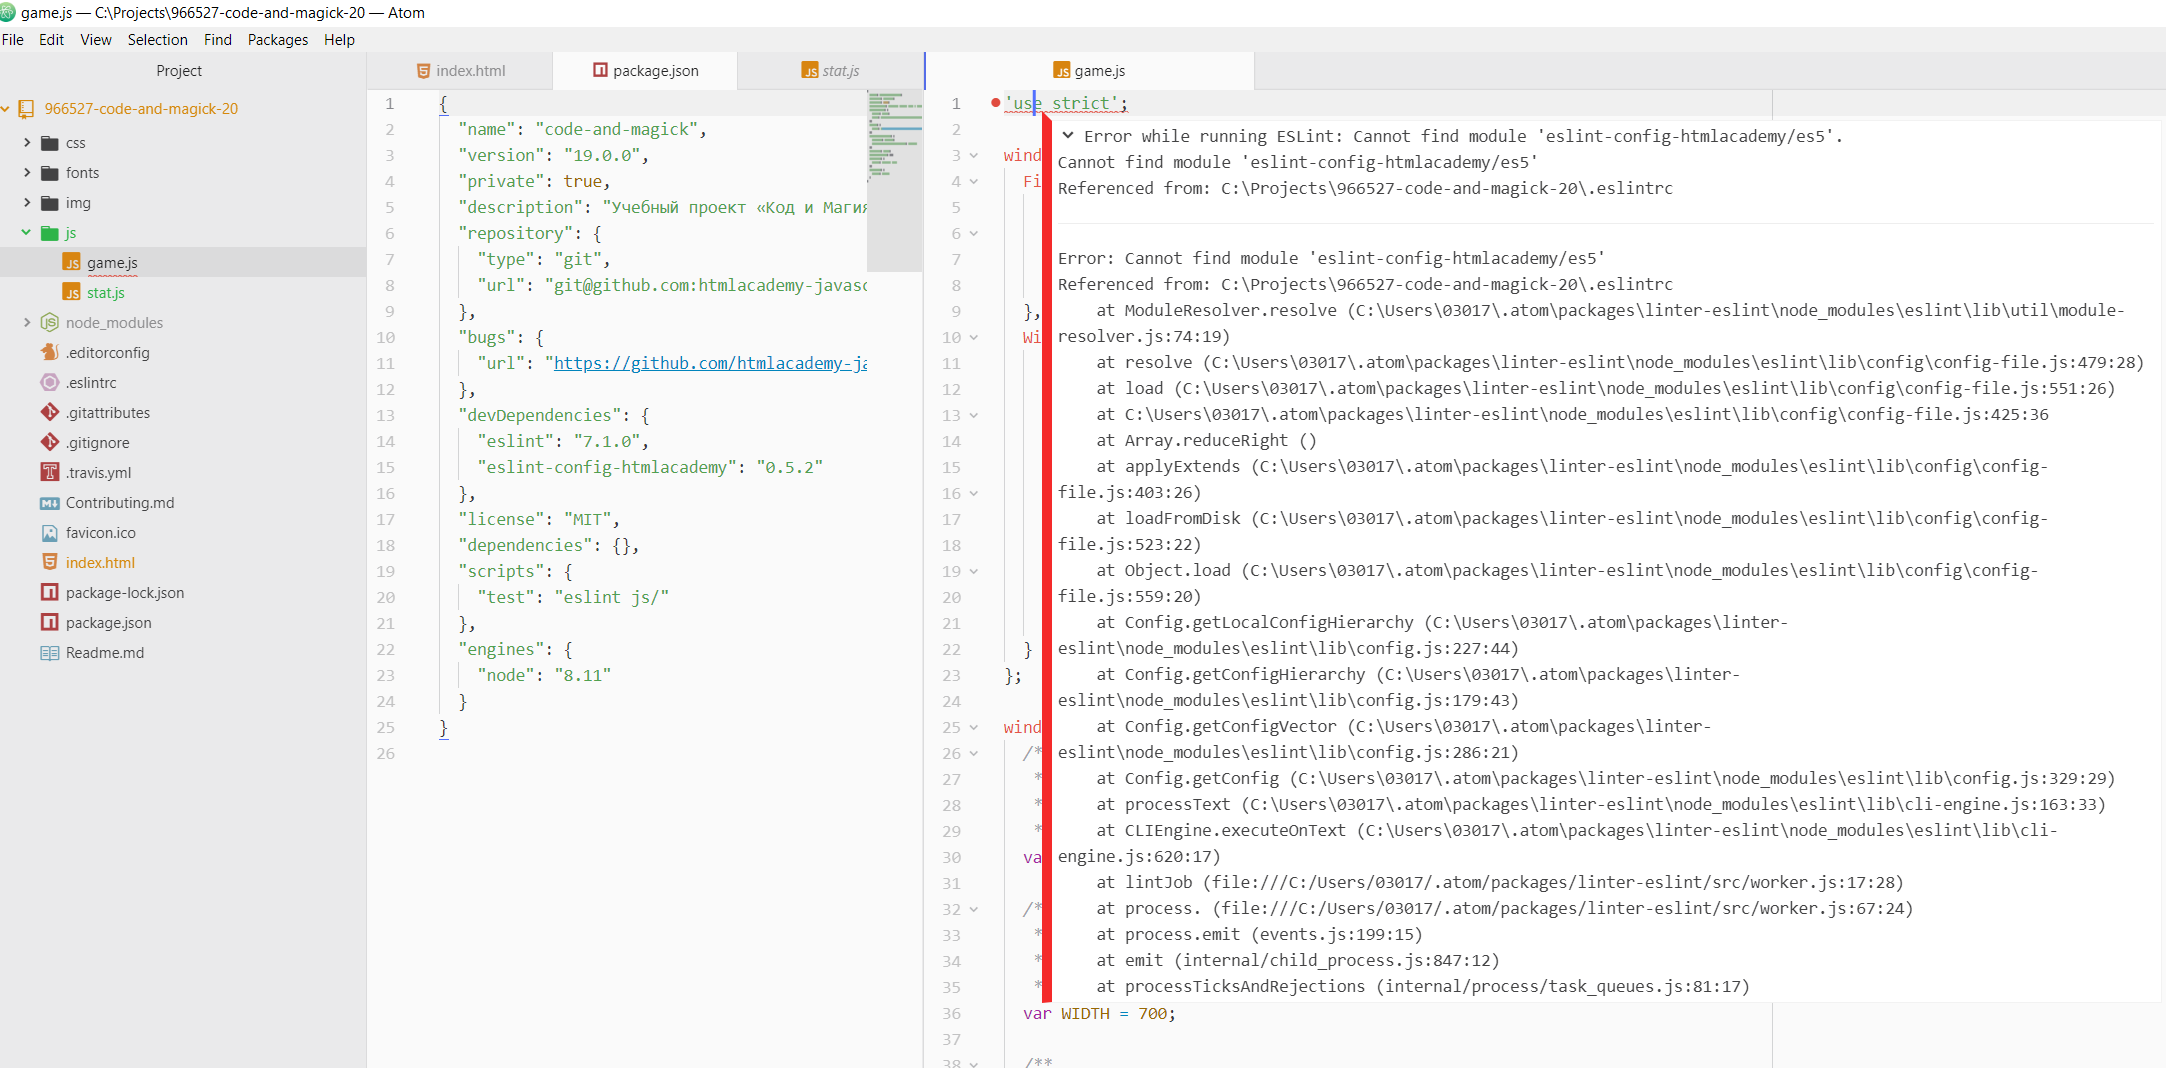 game.js — C:\Projects\966527-code-and-magick-20 — Atom
File Edit View Selection Find Packages Help
Project
966527-code-and-magick-20
css
fonts
img
js
game.js
stat.js
node_modules
.editorconfig
.eslintrc
.gitattributes
.gitignore
.travis.yml
Contributing.md
favicon.ico
index.html
package-lock.json
package.json
Readme.md
index.html package.json stat.js
1 {
2 "name": "code-and-magick",
3 "version": "19.0.0",
4 "private": true,
5 "description": "Учебный проект «Код и Магия
6 "repository": {
7 "type": "git",
8 "url": "git@github.com:htmlacademy-javasc
9 },
10 "bugs": {
11 "url": "https://github.com/htmlacademy-ja
12 },
13 "devDependencies": {
14 "eslint": "7.1.0",
15 "eslint-config-htmlacademy": "0.5.2"
16 },
17 "license": "MIT",
18 "dependencies": {},
19 "scripts": {
20 "test": "eslint js/"
21 },
22 "engines": {
23 "node": "8.11"
24 }
25 }
26
game.js
1 'use strict';
2
3 wind
4 Fi
5
6
7
8
9 },
10 Wi
11
12
13
14
15
16
17
18
19
20
21
22 }
23 };
24
25 wind
26 /*
27 *
28 *
29 *
30 va
31
32 /*
33 *
34 *
35 *
36 var WIDTH = 700;
37
38 /**
Error while running ESLint: Cannot find module 'eslint-config-htmlacademy/es5'.
Cannot find module 'eslint-config-htmlacademy/es5'
Referenced from: C:\Projects\966527-code-and-magick-20\.eslintrc
Error: Cannot find module 'eslint-config-htmlacademy/es5'
Referenced from: C:\Projects\966527-code-and-magick-20\.eslintrc
at ModuleResolver.resolve (C:\Users\03017\.atom\packages\linter-eslint\node_modules\eslint\lib\util\module-
resolver.js:74:19)
at resolve (C:\Users\03017\.atom\packages\linter-eslint\node_modules\eslint\lib\config\config-file.js:479:28)
at load (C:\Users\03017\.atom\packages\linter-eslint\node_modules\eslint\lib\config\config-file.js:551:26)
at C:\Users\03017\.atom\packages\linter-eslint\node_modules\eslint\lib\config\config-file.js:425:36
at Array.reduceRight ()
at applyExtends (C:\Users\03017\.atom\packages\linter-eslint\node_modules\eslint\lib\config\config-
file.js:403:26)
at loadFromDisk (C:\Users\03017\.atom\packages\linter-eslint\node_modules\eslint\lib\config\config-
file.js:523:22)
at Object.load (C:\Users\03017\.atom\packages\linter-eslint\node_modules\eslint\lib\config\config-
file.js:559:20)
at Config.getLocalConfigHierarchy (C:\Users\03017\.atom\packages\linter-
eslint\node_modules\eslint\lib\config.js:227:44)
at Config.getConfigHierarchy (C:\Users\03017\.atom\packages\linter-
eslint\node_modules\eslint\lib\config.js:179:43)
at Config.getConfigVector (C:\Users\03017\.atom\packages\linter-
eslint\node_modules\eslint\lib\config.js:286:21)
at Config.getConfig (C:\Users\03017\.atom\packages\linter-eslint\node_modules\eslint\lib\config.js:329:29)
at processText (C:\Users\03017\.atom\packages\linter-eslint\node_modules\eslint\lib\cli-engine.js:163:33)
at CLIEngine.executeOnText (C:\Users\03017\.atom\packages\linter-eslint\node_modules\eslint\lib\cli-
engine.js:620:17)
at lintJob (file:///C:/Users/03017/.atom/packages/linter-eslint/src/worker.js:17:28)
at process. (file:///C:/Users/03017/.atom/packages/linter-eslint/src/worker.js:67:24)
at process.emit (events.js:199:15)
at emit (internal/child_process.js:847:12)
at processTicksAndRejections (internal/process/task_queues.js:81:17)